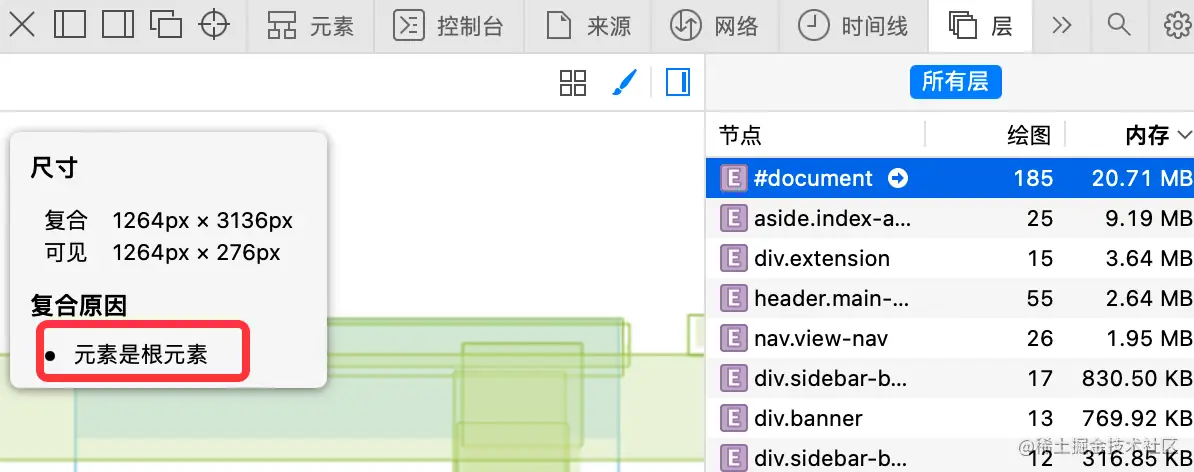 元素 控制台 来源 网络 时间线 层
所有层
节点 绘图 内存
尺寸
复合 1264px × 3136px
可见 1264px × 276px
复合原因
• 元素是根元素
E #document 185 20.71 MB
E aside.index-a... 25 9.19 MB
E div.extension 15 3.64 MB
E header.main-... 55 2.64 MB
E nav.view-nav 26 1.95 MB
E div.sidebar-b... 17 830.50 KB
E div.banner 13 769.92 KB
E div.sidebar-b... 12 316.85 KB
@稀土掘金技术社区